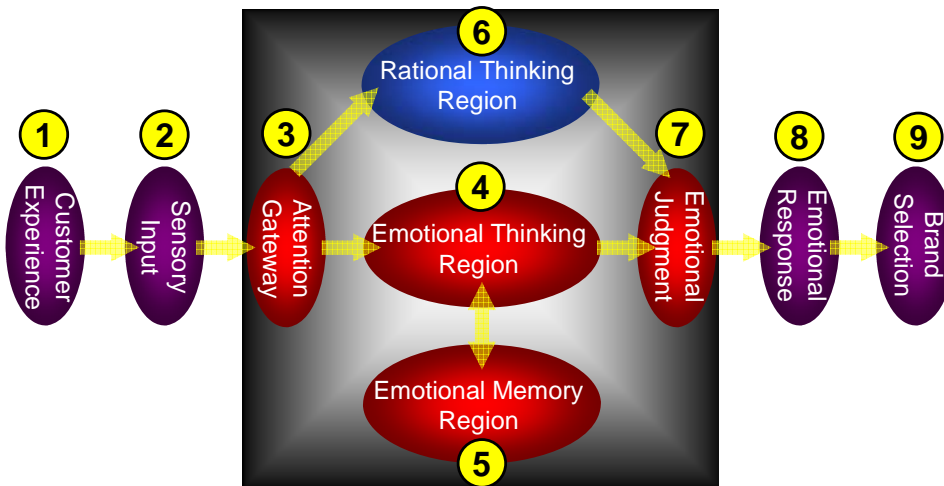 1
Customer
Experience
2
Sensory
Input
3
Attention
Gateway
6
Rational Thinking
Region
4
Emotional Thinking
Region
Emotional Memory
Region
5
7
Emotional
Judgment
8
Emotional
Response
9
Brand
Selection